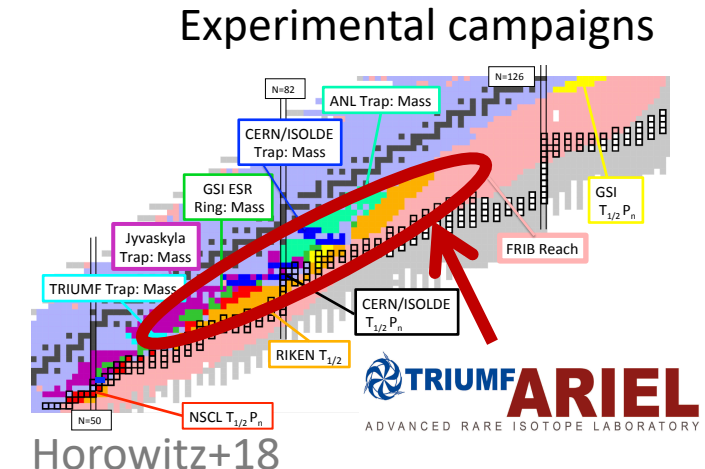 Experimental campaigns
N=126
N=82
ANL Trap: Mass
CERN/ISOLDE
Trap: Mass
GSI ESR
Ring: Mass
GSI
T1/2 Pn
Jyvaskyla
Trap: Mass
FRIB Reach
TRIUMF Trap: Mass
CERN/ISOLDE
T1/2 Pn
RIKEN T1/2
NSCL T1/2 Pn
N=50
TRIUMF ARIEL
ADVANCED RARE ISOTOPE LABORATORY
Horowitz+18